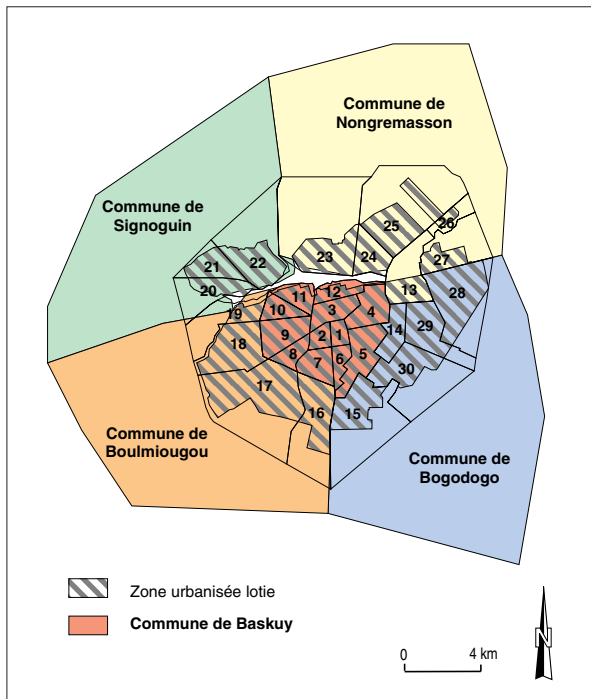 Commune de
Nongremasson
Commune de
Signoguin
26
25
27
23
24
21
22
20
28
13
12
11
19
10
3
4
29
14
18
9
2
1
8
7
6
5
30
17
16
15
Commune de
Boulmiougou
Commune de
Bogodogo
Zone urbanisée lotie
Commune de Baskuy
N
0
4 km